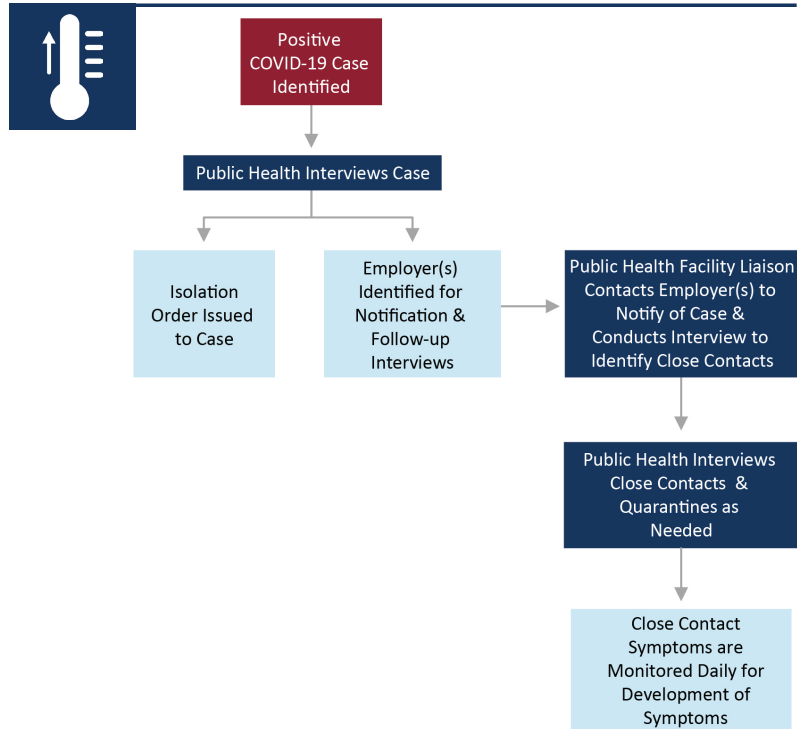 Positive
COVID-19 Case
Identified
Public Health Interviews Case
Isolation
Order Issued
to Case
Employer(s)
Identified for
Notification &
Follow-up
Interviews
Public Health Facility Liaison
Contacts Employer(s) to
Notify of Case &
Conducts Interview to
Identify Close Contacts
Public Health Interviews
Close Contacts &
Quarantines as
Needed
Close Contact
Symptoms are
Monitored Daily for
Development of
Symptoms